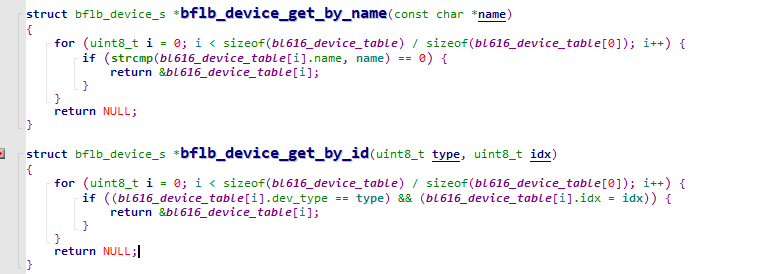 struct bflb_device_s *bflb_device_get_by_name(const char *name)
{
for (uint8_t i = 0; i < sizeof(bl616_device_table) / sizeof(bl616_device_table[0]); i++) {
if (strcmp(bl616_device_table[i].name, name) == 0) {
return &bl616_device_table[i];
}
}
return NULL;
}
struct bflb_device_s *bflb_device_get_by_id(uint8_t type, uint8_t idx)
{
for (uint8_t i = 0; i < sizeof(bl616_device_table) / sizeof(bl616_device_table[0]); i++) {
if ((bl616_device_table[i].dev_type == type) && (bl616_device_table[i].idx = idx)) {
return &bl616_device_table[i];
}
}
return NULL;
}